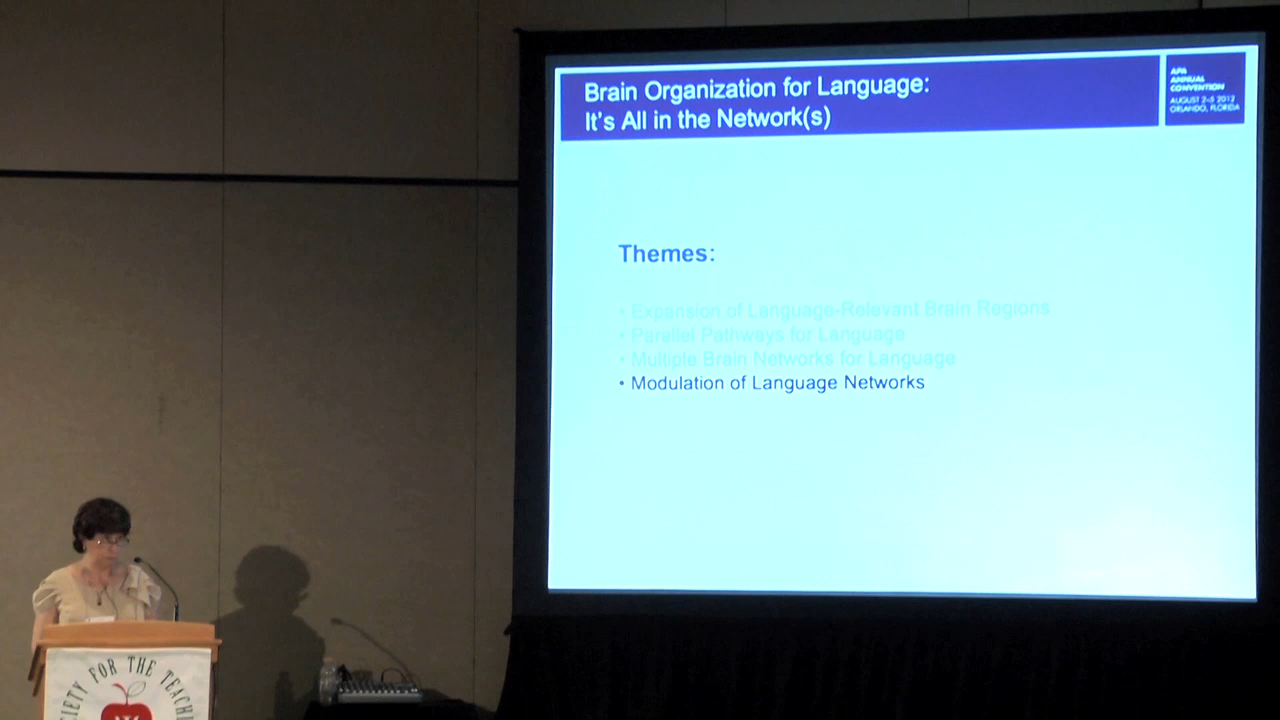 Brain Organization for Language:
It's All in the Network(s)
APA
ANNUAL
CONVENTION
AUGUST 2-5 2012
ORLANDO, FLORIDA
Themes:
• Expansion of Language-Relevant Brain Regions
• Parallel Pathways for Language
• Multiple Brain Networks for Language
• Modulation of Language Networks
FOR THE